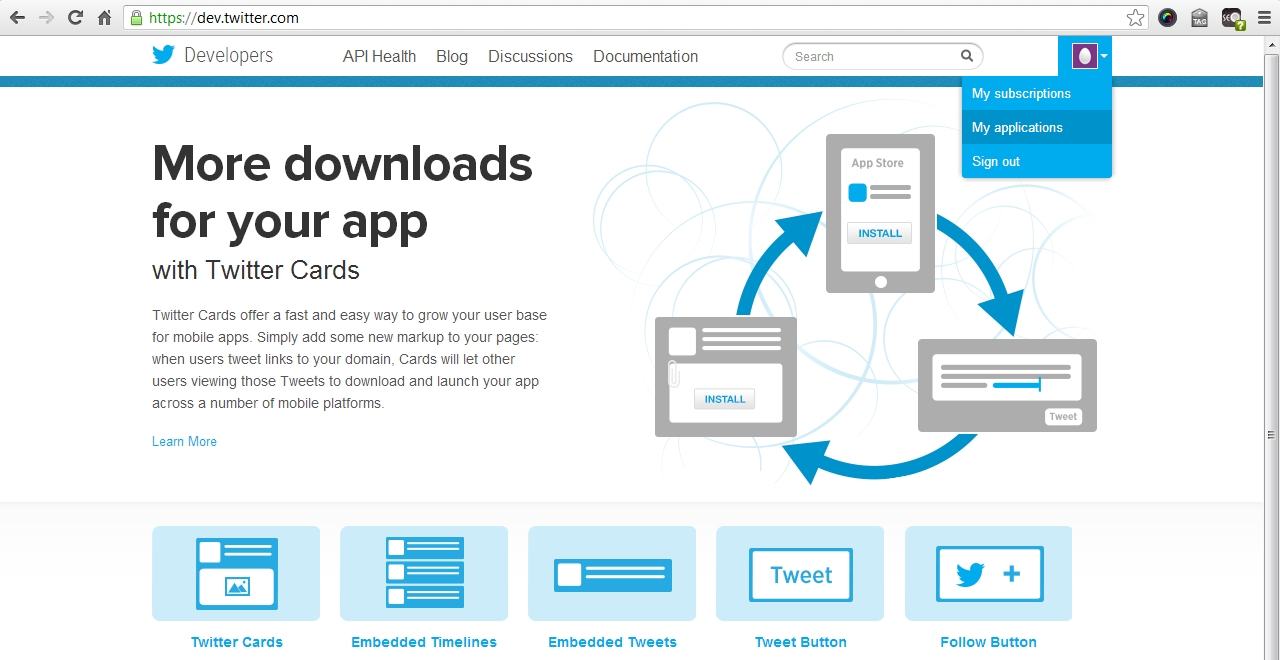 https://dev.twitter.com
TAG
SEO
?
Developers
API Health
Blog
Discussions
Documentation
Search
My subscriptions
My applications
Sign out
More downloads
for your app
with Twitter Cards
Twitter Cards offer a fast and easy way to grow your user base
for mobile apps. Simply add some new markup to your pages:
when users tweet links to your domain, Cards will let other
users viewing those Tweets to download and launch your app
across a number of mobile platforms.
Learn More
App Store
INSTALL
INSTALL
Tweet
Tweet
Twitter Cards
Embedded Timelines
Embedded Tweets
Tweet Button
Follow Button